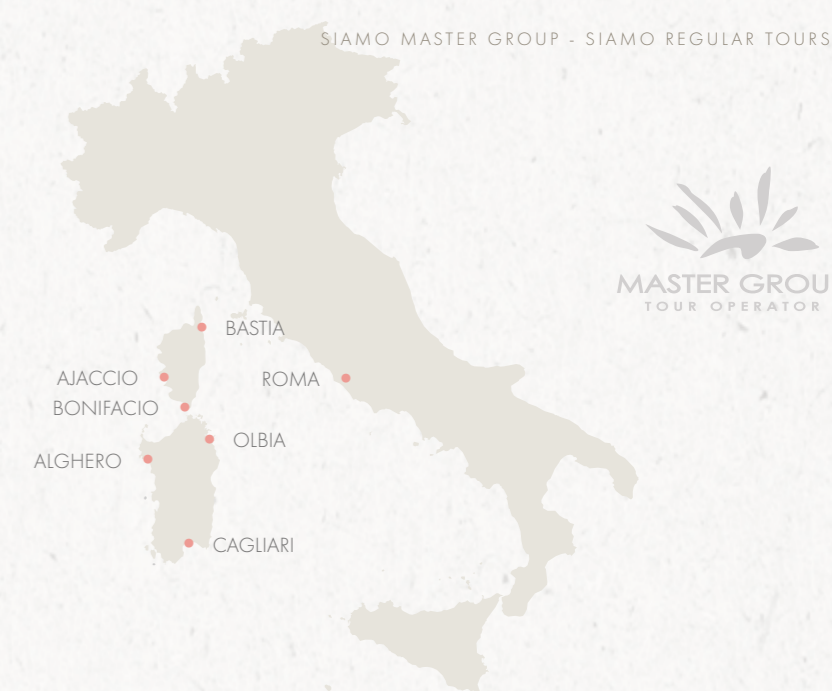 SIAMO MASTER GROUP - SIAMO REGULAR TOURS
MASTER GROU
TOUR OPERATOR
BASTIA
AJACCIO
ROMA
BONIFACIO
OLBIA
ALGHERO
CAGLIARI